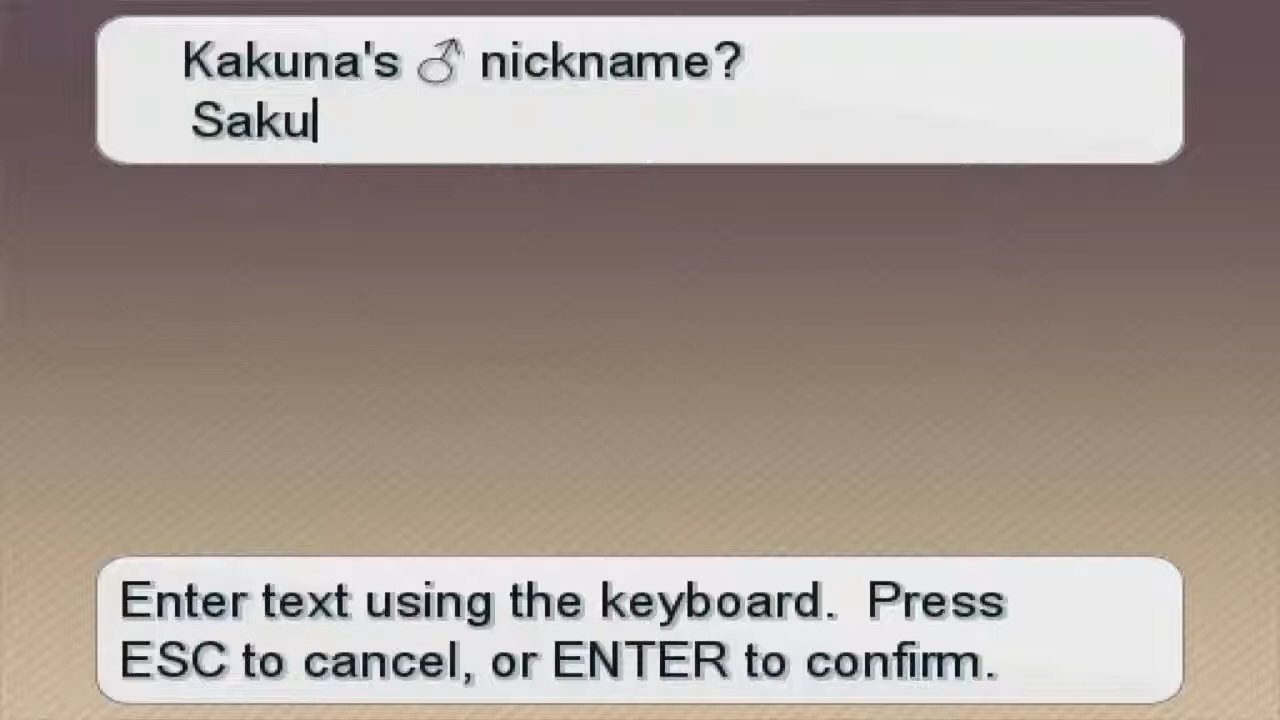 Kakuna's ♂ nickname?
Saku
Enter text using the keyboard. Press
ESC to cancel, or ENTER to confirm.